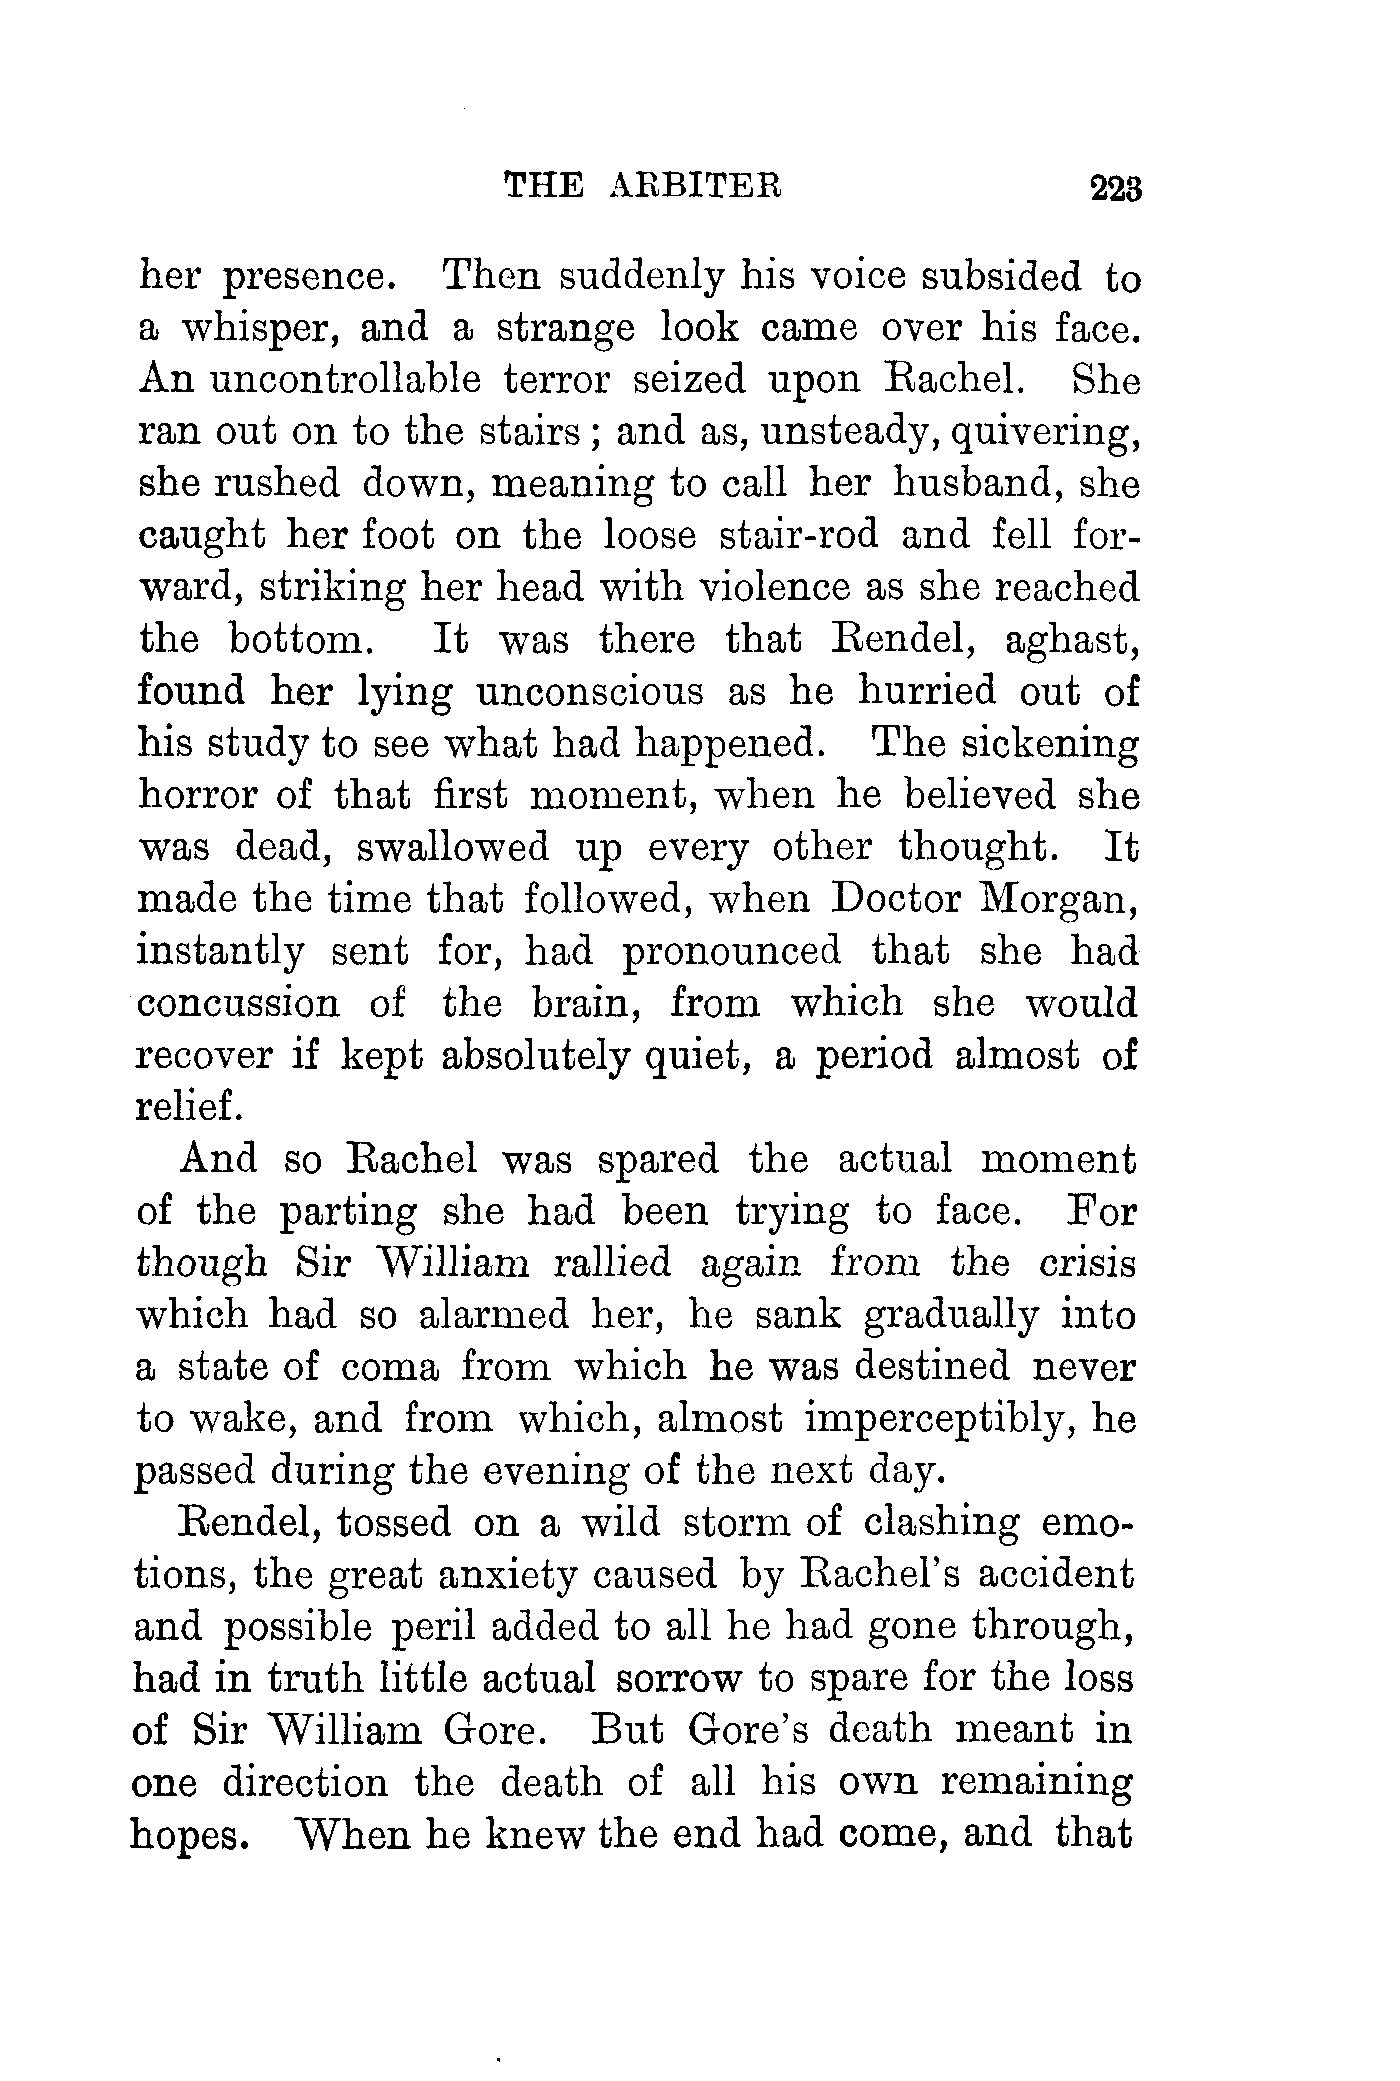 THE ARBITER 223
her presence. Then suddenly his voice subsided to
a whisper, and a strange look came over his face.
An uncontrollable terror seized upon Rachel. She
ran out on to the stairs; and as, unsteady, quivering,
she rushed down, meaning to call her husband, she
caught her foot on the loose stair-rod and fell for-
ward, striking her head with violence as she reached
the bottom. It was there that Rendel, aghast,
found her lying unconscious as he hurried out of
his study to see what had happened. The sickening
horror of that first moment, when he believed she
was dead, swallowed up every other thought. It
made the time that followed, when Doctor Morgan,
instantly sent for, had pronounced that she had
concussion of the brain, from which she would
recover if kept absolutely quiet, a period almost of
relief.
And so Rachel was spared the actual moment
of the parting she had been trying to face. For
though Sir William rallied again from the crisis
which had so alarmed her, he sank gradually into
a state of coma from which he was destined never
to wake, and from which, almost imperceptibly, he
passed during the evening of the next day.
Rendel, tossed on a wild storm of clashing emo-
tions, the great anxiety caused by Rachel's accident
and possible peril added to all he had gone through,
had in truth little actual sorrow to spare for the loss
of Sir William Gore. But Gore's death meant in
one direction the death of all his own remaining
hopes. When he knew the end had come, and that